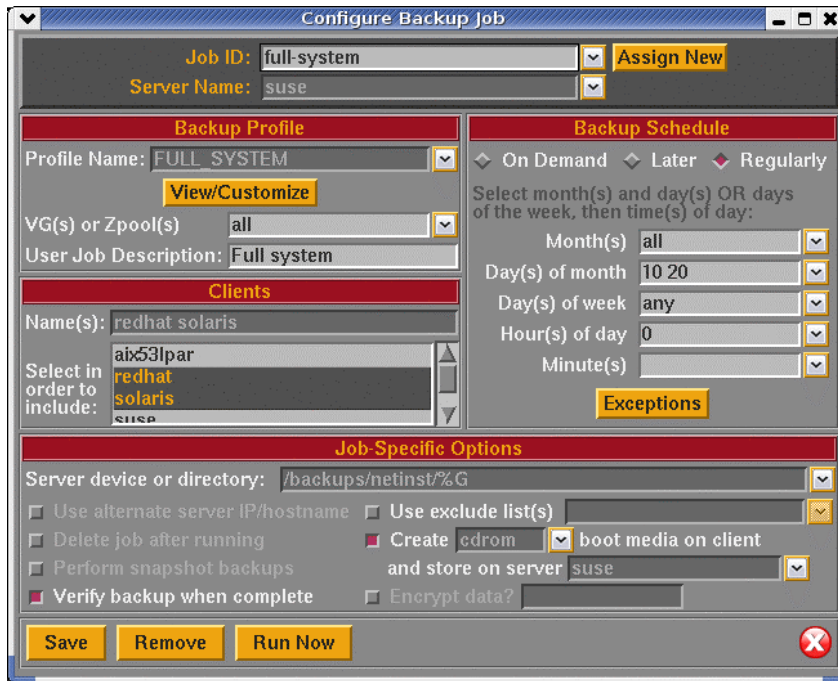 Configure Backup Job
Job ID: full-system Assign New
Server Name: suse
Backup Profile
Profile Name: FULL_SYSTEM
View/Customize
VG(s) or Zpool(s) all
User Job Description: Full system
Clients
Name(s): redhat solaris
Select in order to include:
aix53lpar
redhat
solaris
suse
Backup Schedule
On Demand Later Regularly
Select month(s) and day(s) OR days
of the week, then time(s) of day:
Month(s) all
Day(s) of month 10 20
Day(s) of week any
Hour(s) of day 0
Minute(s)
Exceptions
Job-Specific Options
Server device or directory: /backups/netinst/%G
Use alternate server IP/hostname Use exclude list(s)
Delete job after running Create cdrom boot media on client
Perform snapshot backups and store on server suse
Verify backup when complete Encrypt data?
Save Remove Run Now